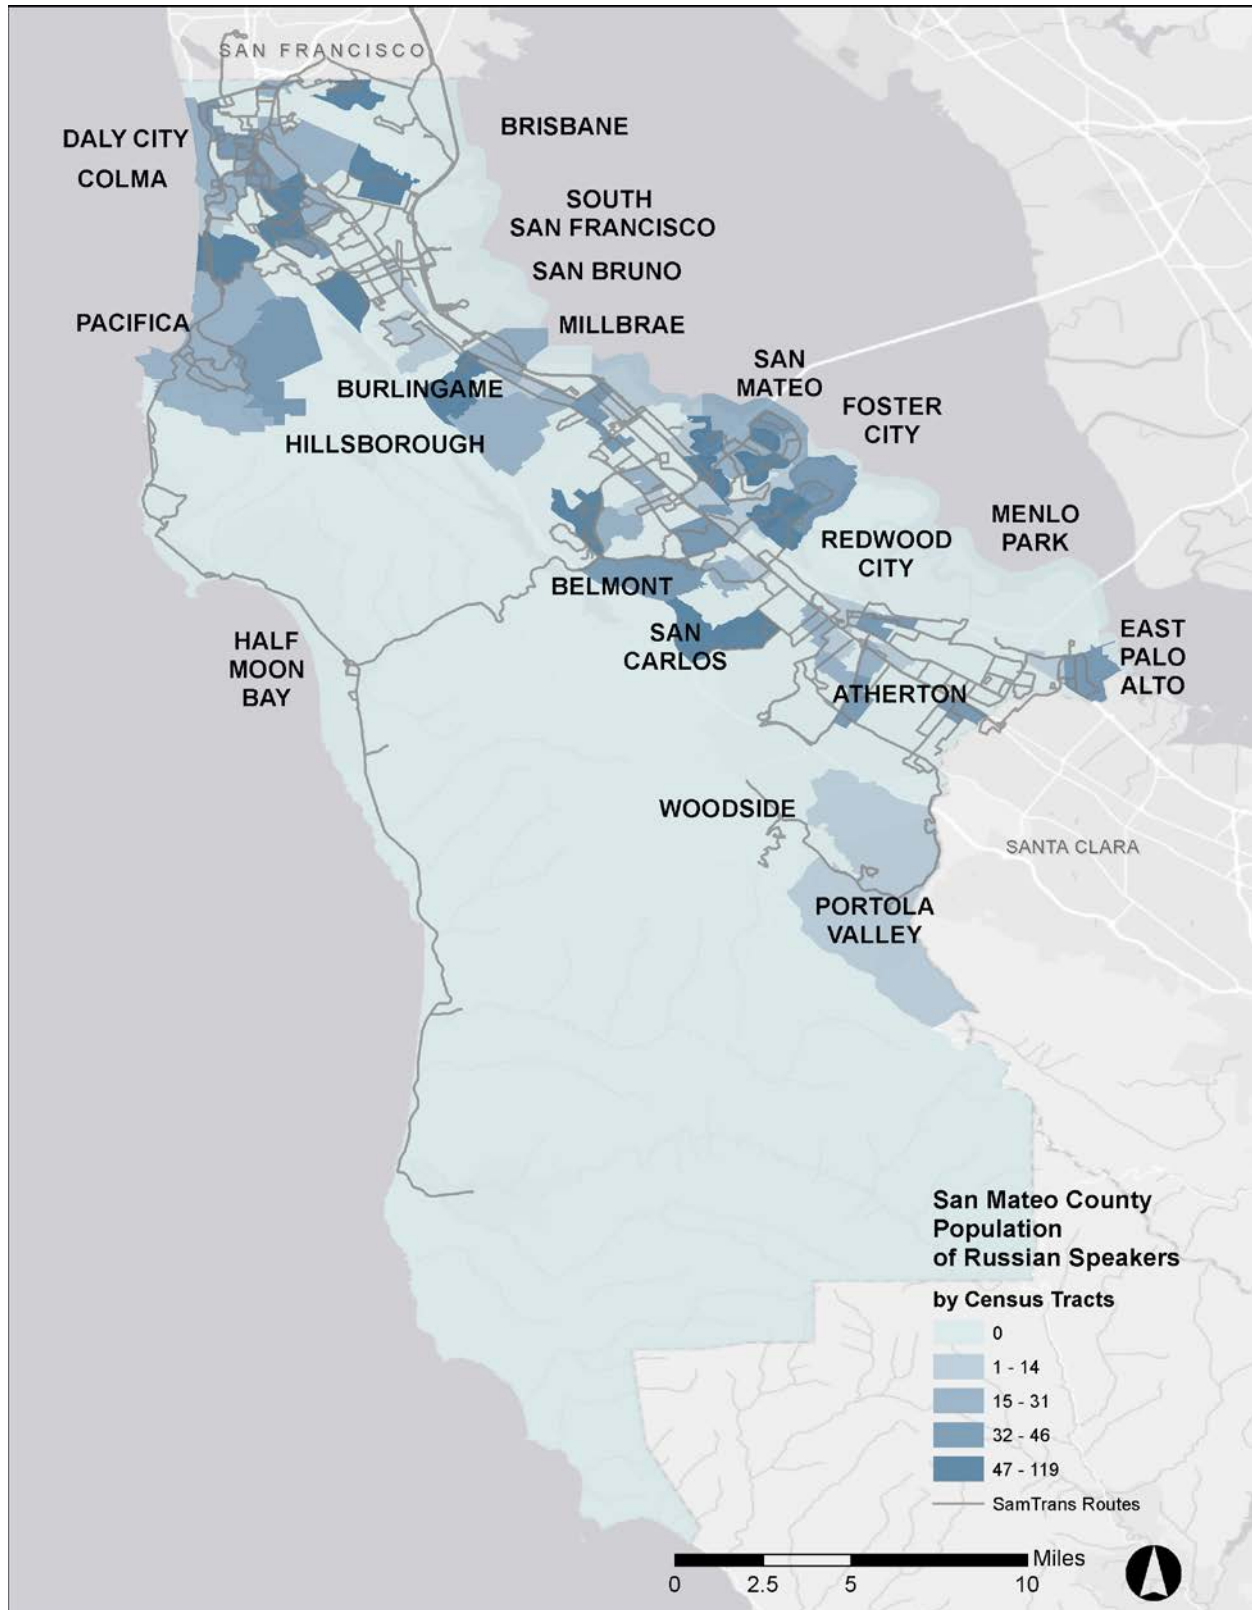 SAN FRANCISCO
BRISBANE
DALY CITY
COLMA
SOUTH
SAN FRANCISCO
SAN BRUNO
PACIFICA
MILLBRAE
SAN
MATEO
BURLINGAME
FOSTER
CITY
HILLSBOROUGH
MENLO
PARK
REDWOOD
CITY
BELMONT
HALF
MOON
BAY
SAN
CARLOS
EAST
PALO
ALTO
ATHERTON
WOODSIDE
SANTA CLARA
PORTOLA
VALLEY
San Mateo County
Population
of Russian Speakers
by Census Tracts
0
1 - 14
15 - 31
32 - 46
47 - 119
SamTrans Routes
Miles
0 2.5 5 10